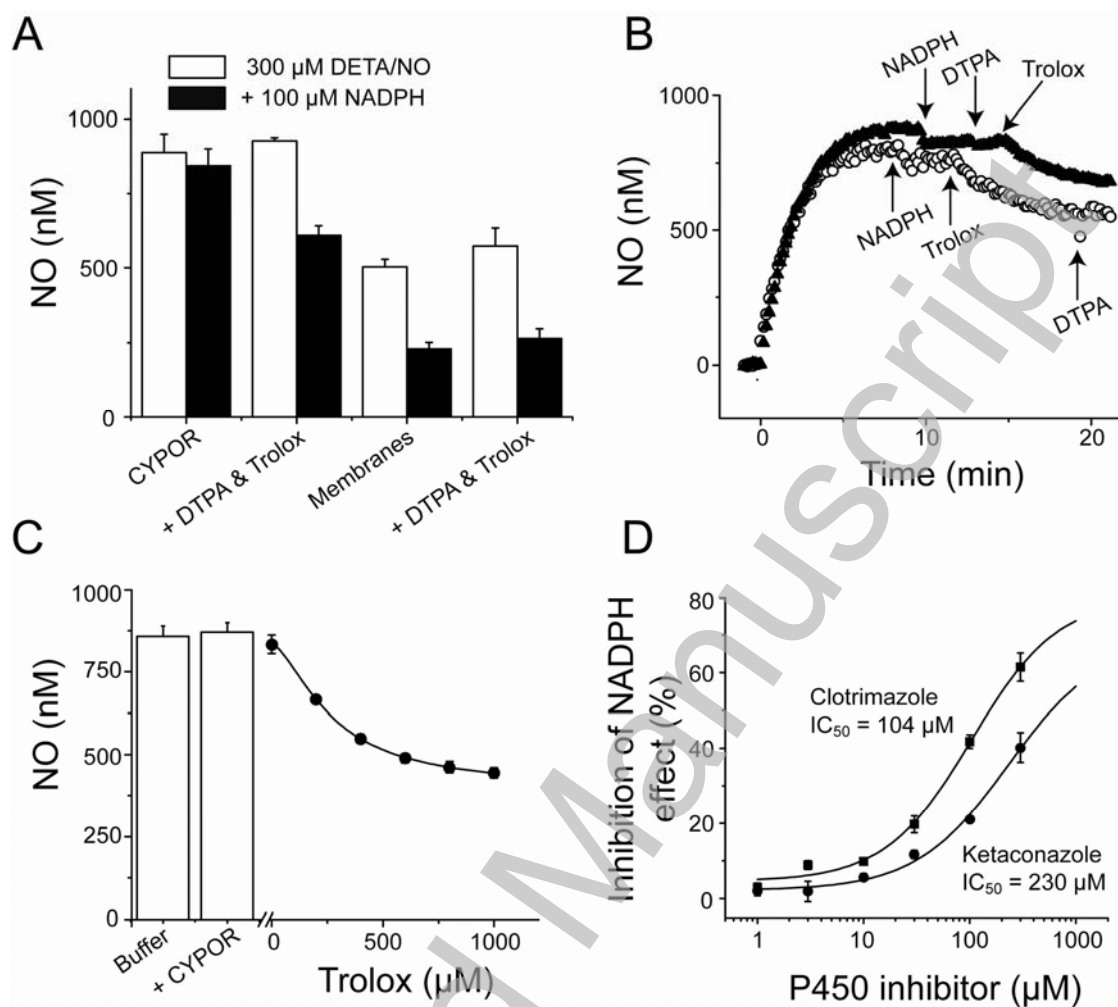 A
300 µM DETA/NO
+ 100 µM NADPH
1000
500
0
NO (nM)
CYPOR
+ DTPA & Trolox
Membranes
+ DTPA & Trolox
B
NADPH
DTPA
Trolox
1000
500
0
NO (nM)
NADPH
Trolox
DTPA
0
10
20
Time (min)
C
1000
750
500
250
0
NO (nM)
Buffer
+ CYPOR
0
500
1000
Trolox (µM)
D
80
60
40
20
0
Inhibition of NADPH
effect (%)
Clotrimazole
IC₅₀ = 104 µM
Ketaconazole
IC₅₀ = 230 µM
1
10
100
1000
P450 inhibitor (µM)
d Manuscript